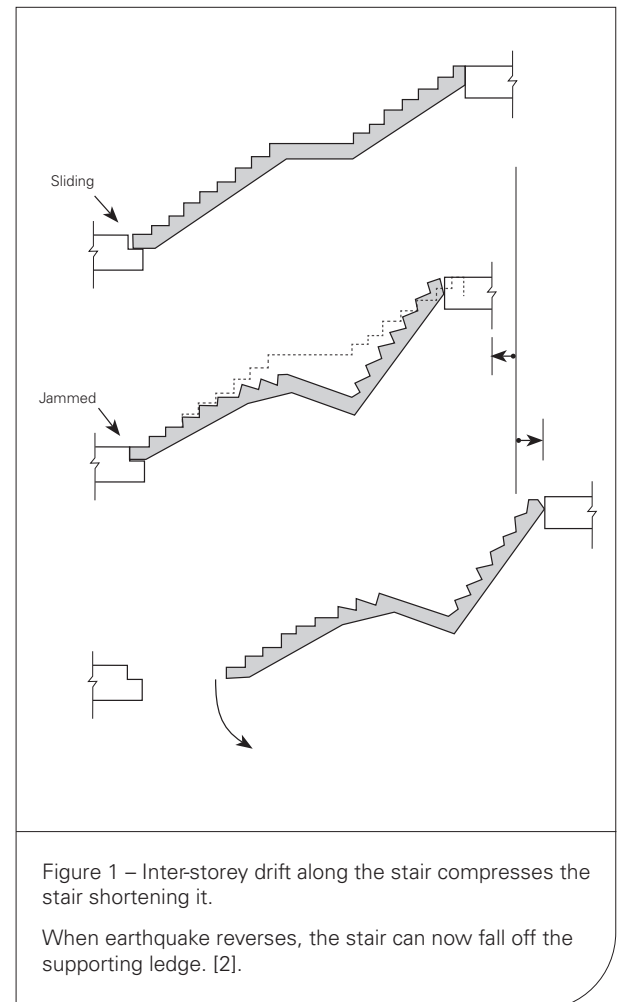 Sliding
Jammed
Figure 1 – Inter-storey drift along the stair compresses the
stair shortening it.
When earthquake reverses, the stair can now fall off the
supporting ledge. [2].